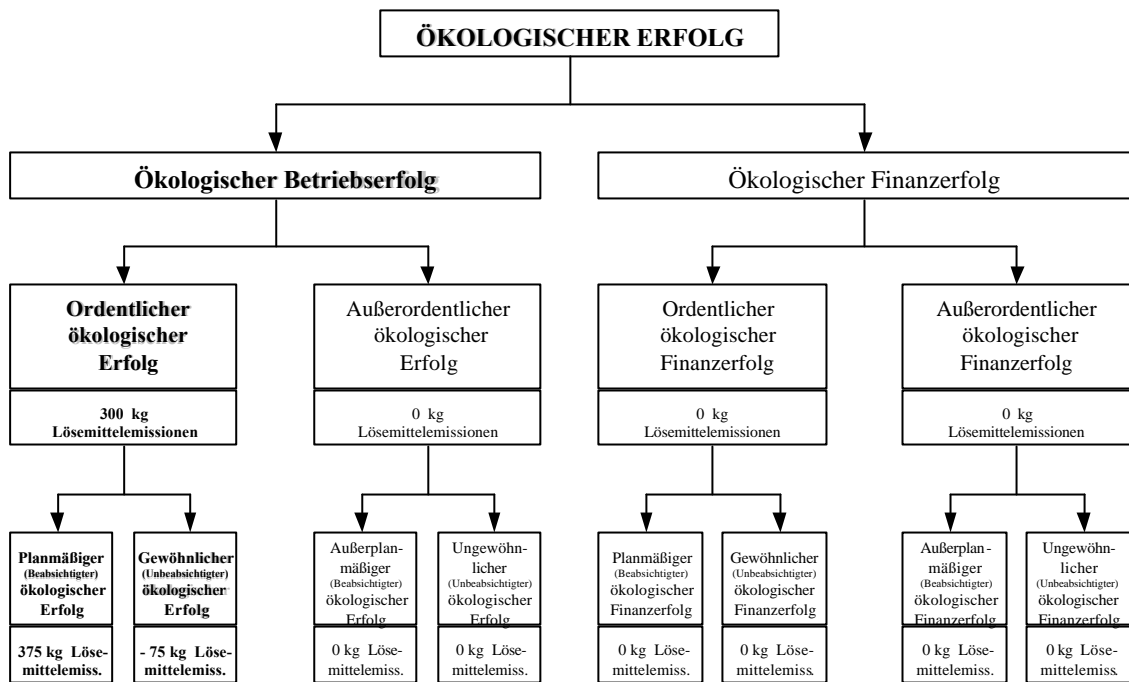 ÖKOLOGISCHER ERFOLG
Ökologischer Betriebserfolg
Ökologischer Finanzerfolg
Ordentlicher
ökologischer
Erfolg
300 kg
Lösemittelemissionen
Außerordentlicher
ökologischer
Erfolg
0 kg
Lösemittelemissionen
Ordentlicher
ökologischer
Finanzerfolg
0 kg
Lösemittelemissionen
Außerordentlicher
ökologischer
Finanzerfolg
0 kg
Lösemittelemissionen
Planmäßiger
(Beabsichtigter)
ökologischer
Erfolg
375 kg Löse-
mittelemiss.
Gewöhnlicher
(Unbeabsichtigter)
ökologischer
Erfolg
- 75 kg Löse-
mittelemiss.
Außerplan-
mäßiger
(Beabsichtigter)
ökologischer
Erfolg
0 kg Löse-
mittelemiss.
Ungewöhn-
licher
(Unbeabsichtigter)
ökologischer
Erfolg
0 kg Löse-
mittelemiss.
Planmäßiger
(Beabsichtigter)
ökologischer
Finanzerfolg
0 kg Löse-
mittelemiss.
Gewöhnlicher
(Unbeabsichtigter)
ökologischer
Finanzerfolg
0 kg Löse-
mittelemiss.
Außerplan-
mäßiger
(Beabsichtigter)
ökologischer
Finanzerfolg
0 kg Löse-
mittelemiss.
Ungewöhn-
licher
(Unbeabsichtigter)
ökologischer
Finanzerfolg
0 kg Löse-
mittelemiss.